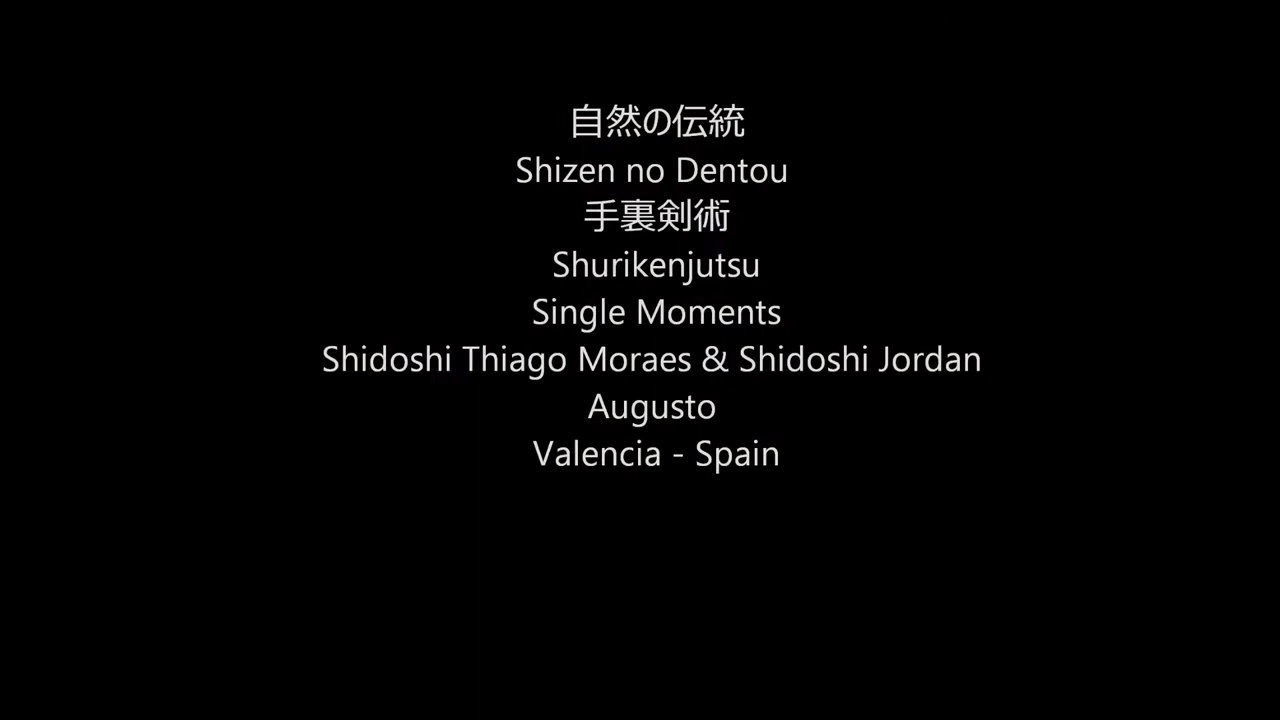 自然の伝統
Shizen no Dentou
手裏剣術
Shurikenjutsu
Single Moments
Shidoshi Thiago Moraes & Shidoshi Jordan
Augusto
Valencia - Spain